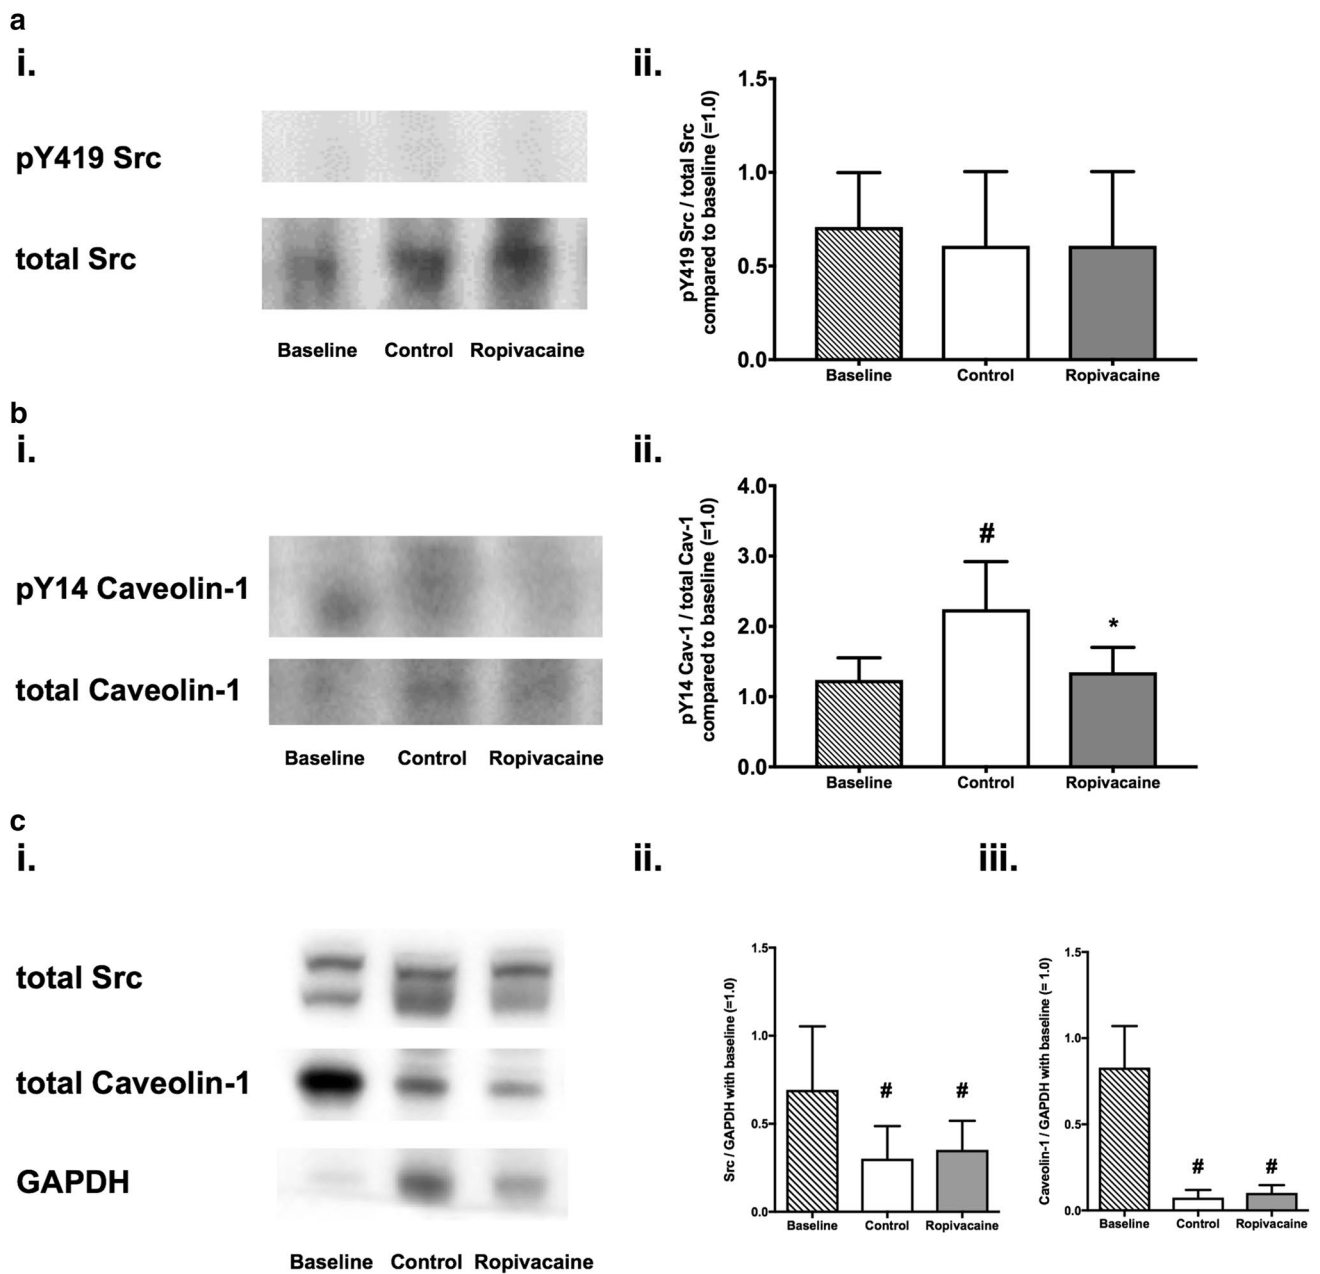 a
i.
pY419 Src
total Src
Baseline Control Ropivacaine
ii.
pY419 Src / total Src
compared to baseline (=1.0)
1.5
1.0
0.5
0.0
Baseline Control Ropivacaine
b
i.
pY14 Caveolin-1
total Caveolin-1
Baseline Control Ropivacaine
ii.
pY14 Cav-1 / total Cav-1
compared to baseline (=1.0)
4.0
3.0
2.0
1.0
0.0
#
*
Baseline Control Ropivacaine
c
i.
total Src
total Caveolin-1
GAPDH
Baseline Control Ropivacaine
ii.
Src / GAPDH with baseline (=1.0)
1.5
1.0
0.5
0.0
# #
Baseline Control Ropivacaine
iii.
Caveolin-1 / GAPDH with baseline (= 1.0)
1.5
1.0
0.5
0.0
# #
Baseline Control Ropivacaine